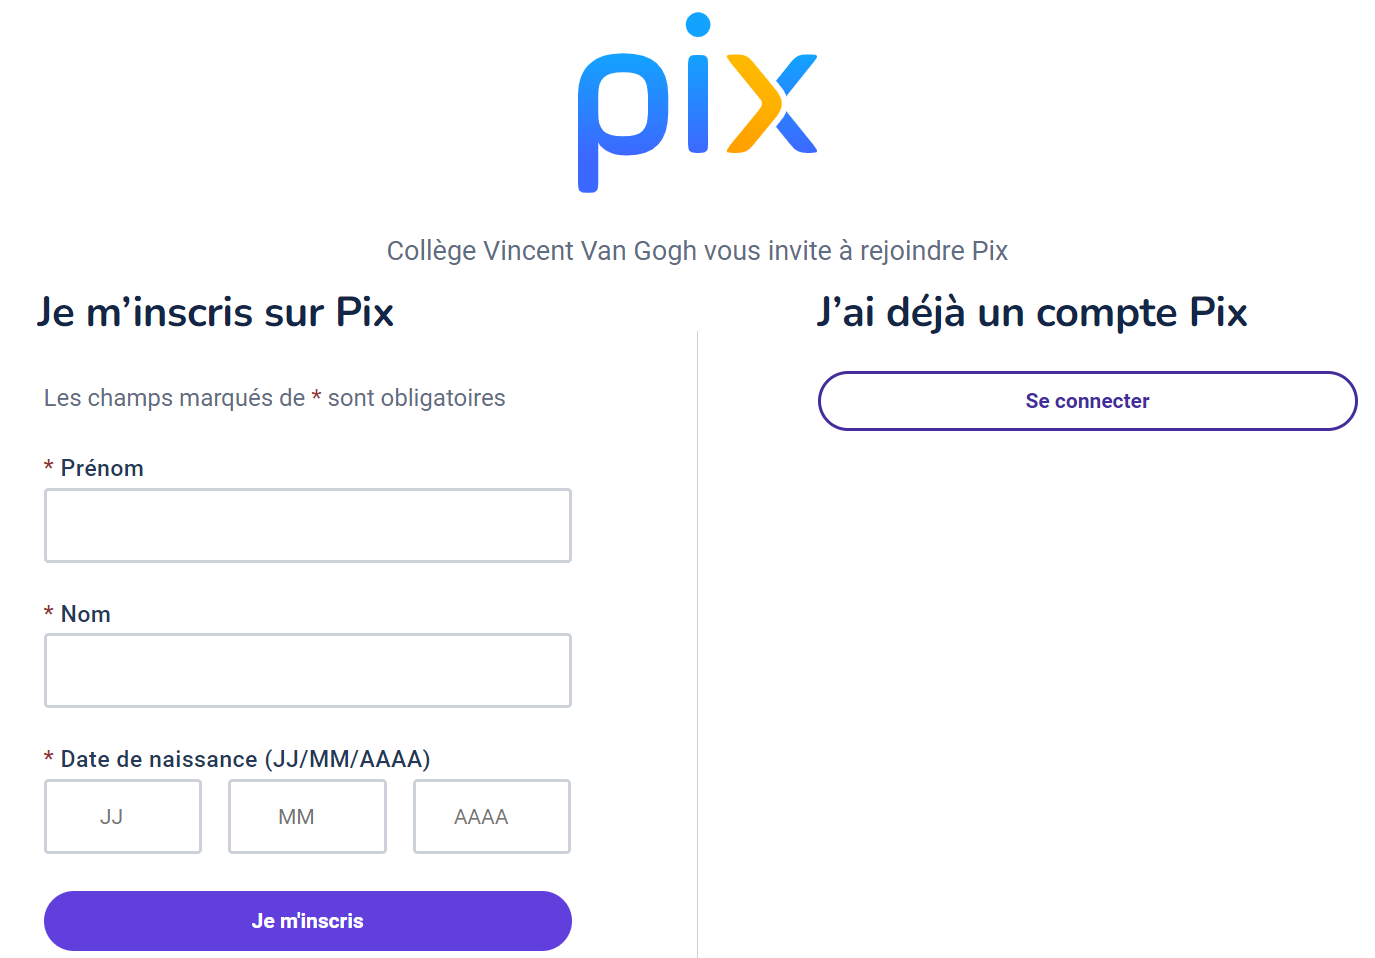 pix
Collège Vincent Van Gogh vous invite à rejoindre Pix
Je m’inscris sur Pix
Les champs marqués de * sont obligatoires
* Prénom
* Nom
* Date de naissance (JJ/MM/AAAA)
JJ MM AAAA
Je m'inscris
J’ai déjà un compte Pix
Se connecter